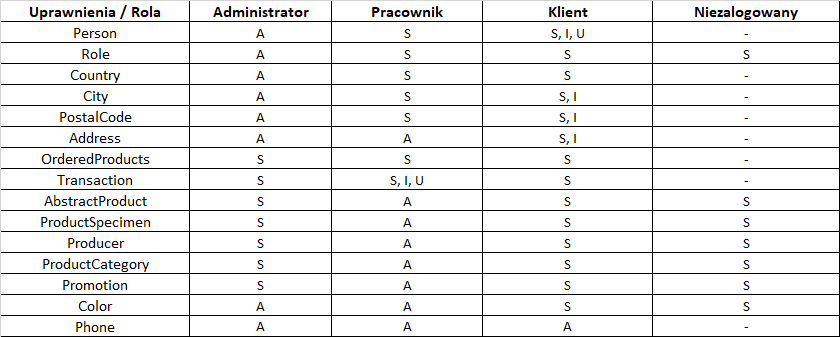 Uprawnienia / Rola Administrator Pracownik Klient Niezalogowany
Person A S S, I, U -
Role A S S S
Country A S S -
City A S S, I -
PostalCode A S S, I -
Address A A S, I -
OrderedProducts S S S -
Transaction S S, I, U S -
AbstractProduct S A S S
ProductSpecimen S A S S
Producer S A S S
ProductCategory S A S S
Promotion S A S S
Color A A S S
Phone A A A -